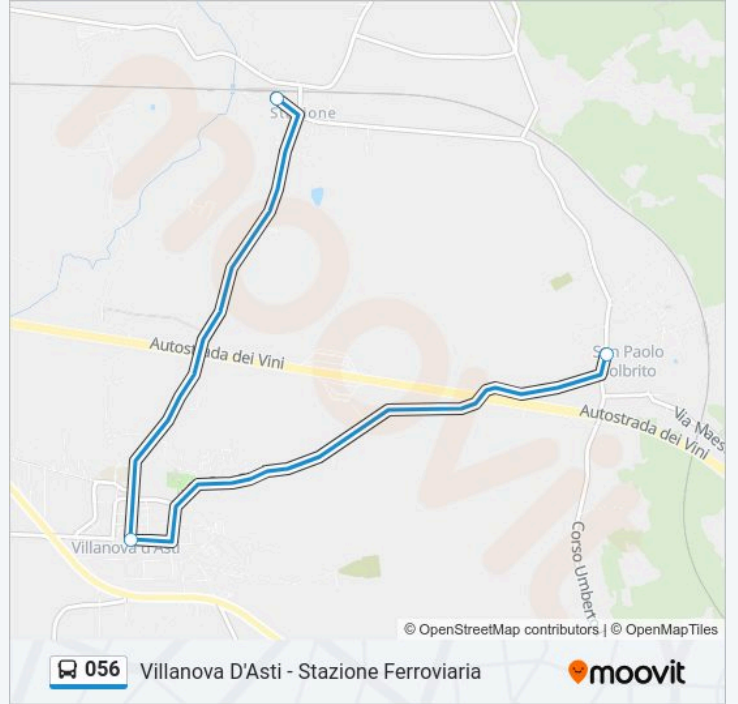 Autostrada dei Vini
San Paolo
Solbrito
Autostrada dei Vini
Via Maes
Villanova d'Asti
Corso Umberto
© OpenStreetMap contributors | © OpenMapTiles
056 Villanova D'Asti - Stazione Ferroviaria
moovit